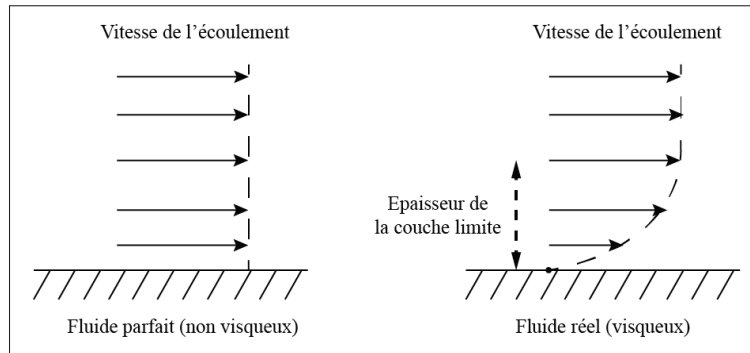 Vitesse de l'écoulement
Vitesse de l'écoulement
Epaisseur de
la couche limite
Fluide parfait (non visqueux)
Fluide réel (visqueux)